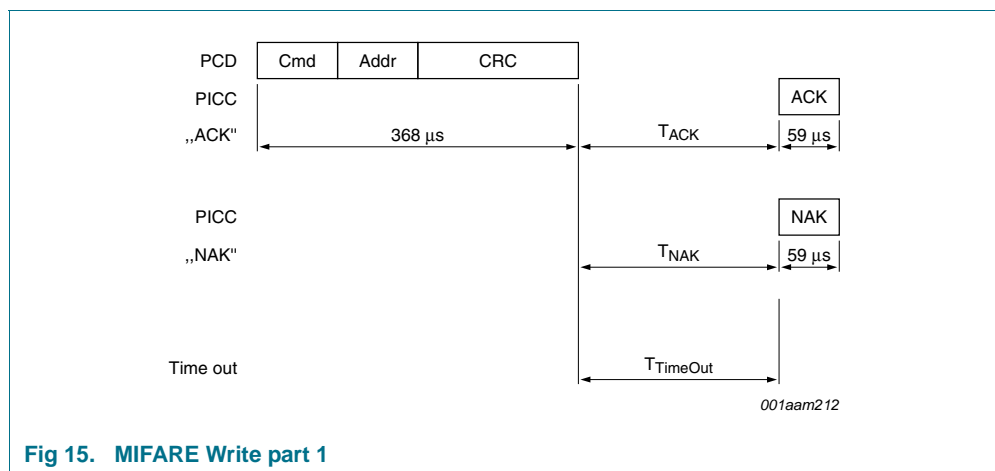 PCD Cmd Addr CRC
PICC ACK
,,ACK" 368 μs TACK 59 μs
PICC NAK
,,NAK" TNAK 59 μs
Time out TTimeOut
001aam212
Fig 15. MIFARE Write part 1